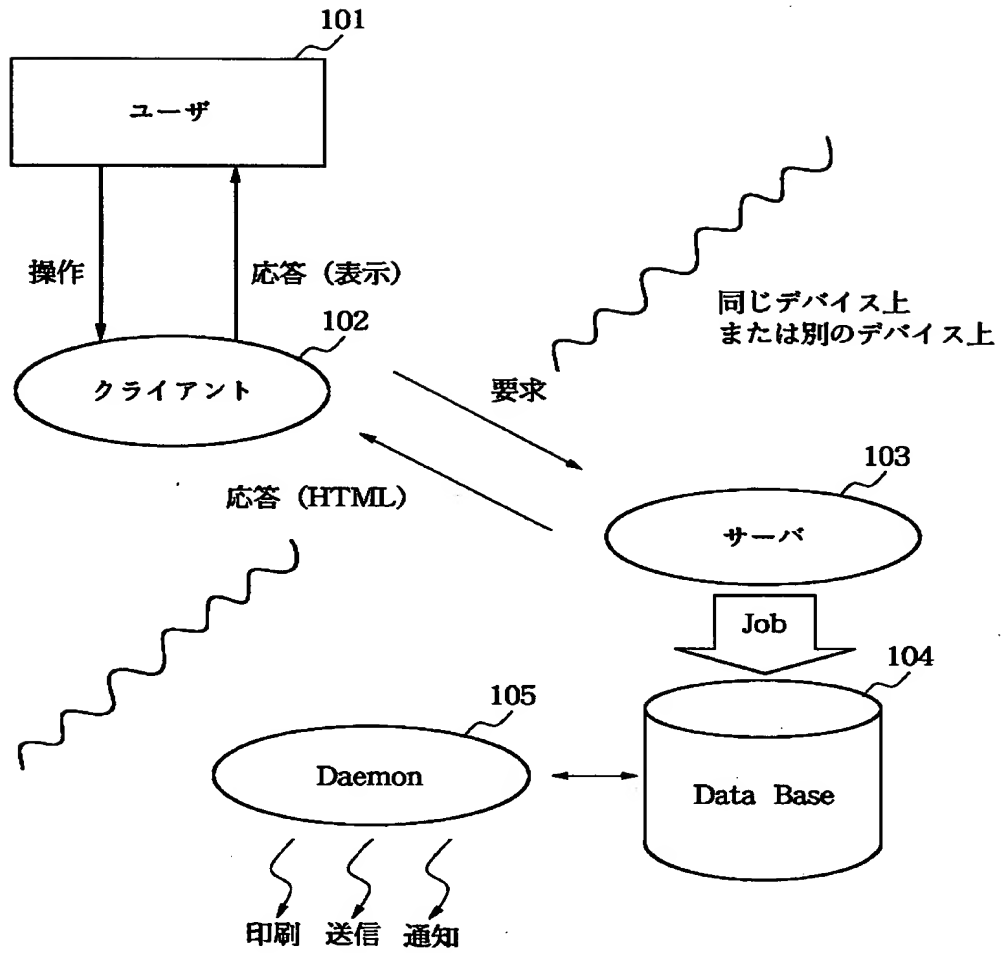 101
ユーザ
操作
応答（表示）
102
クライアント
同じデバイス上
または別のデバイス上
要求
応答（HTML）
103
サーバ
Job
104
105
Daemon
Data Base
印刷 送信 通知